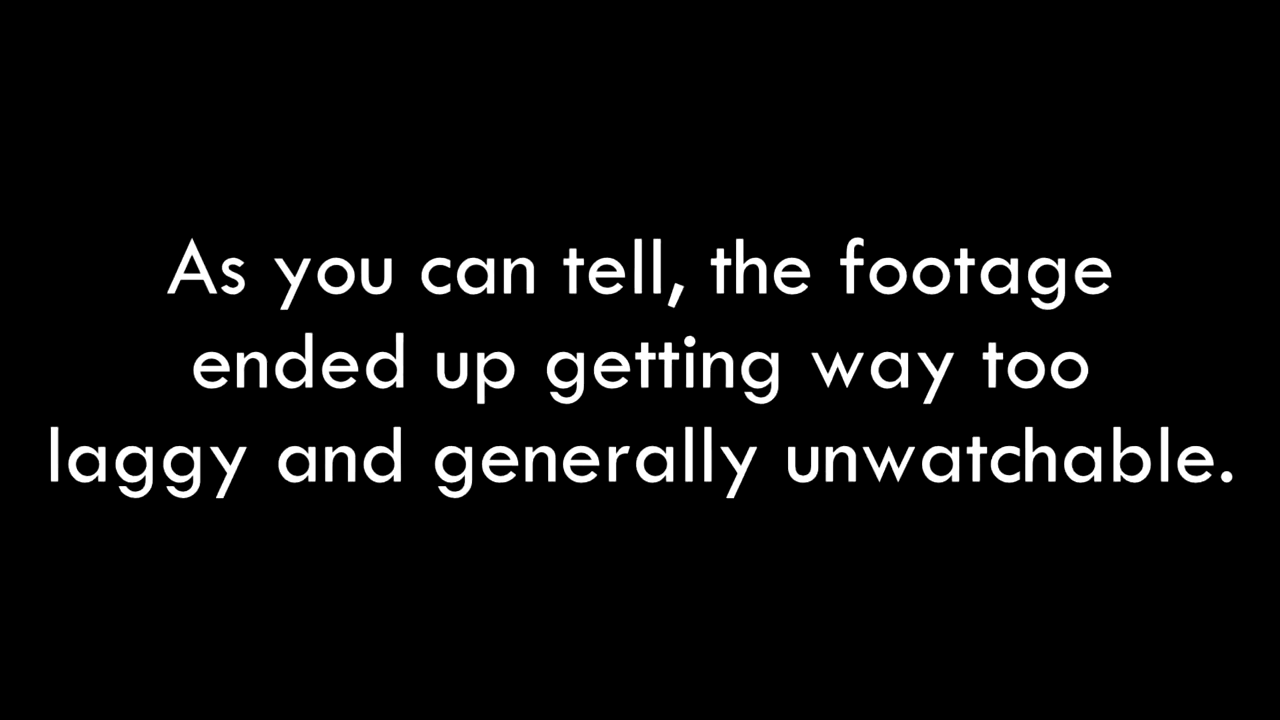 As you can tell, the footage
ended up getting way too
laggy and generally unwatchable.